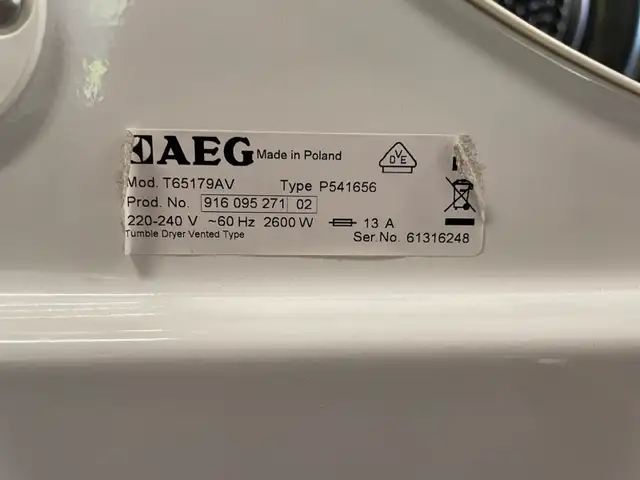 AEG Made in Poland DVE
Mod. T65179AV Type P541656
Prod. No. 916 095 271 02
220-240 V ~60 Hz 2600 W 13 A
Tumble Dryer Vented Type Ser.No. 61316248